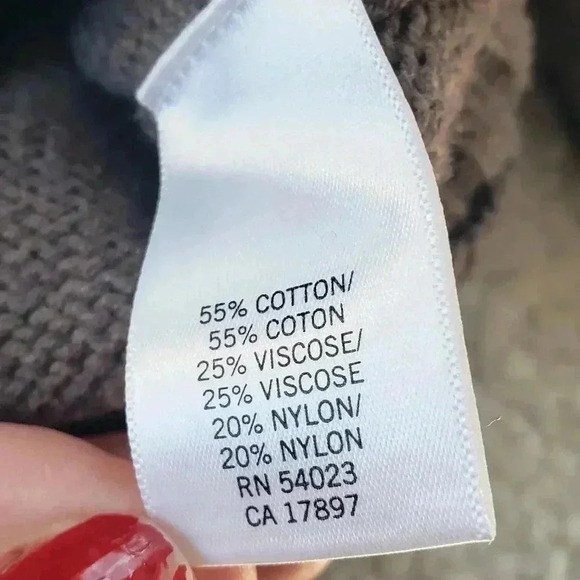 55% COTTON/
55% COTON
25% VISCOSE/
25% VISCOSE
20% NYLON/
20% NYLON
RN 54023
CA 17897